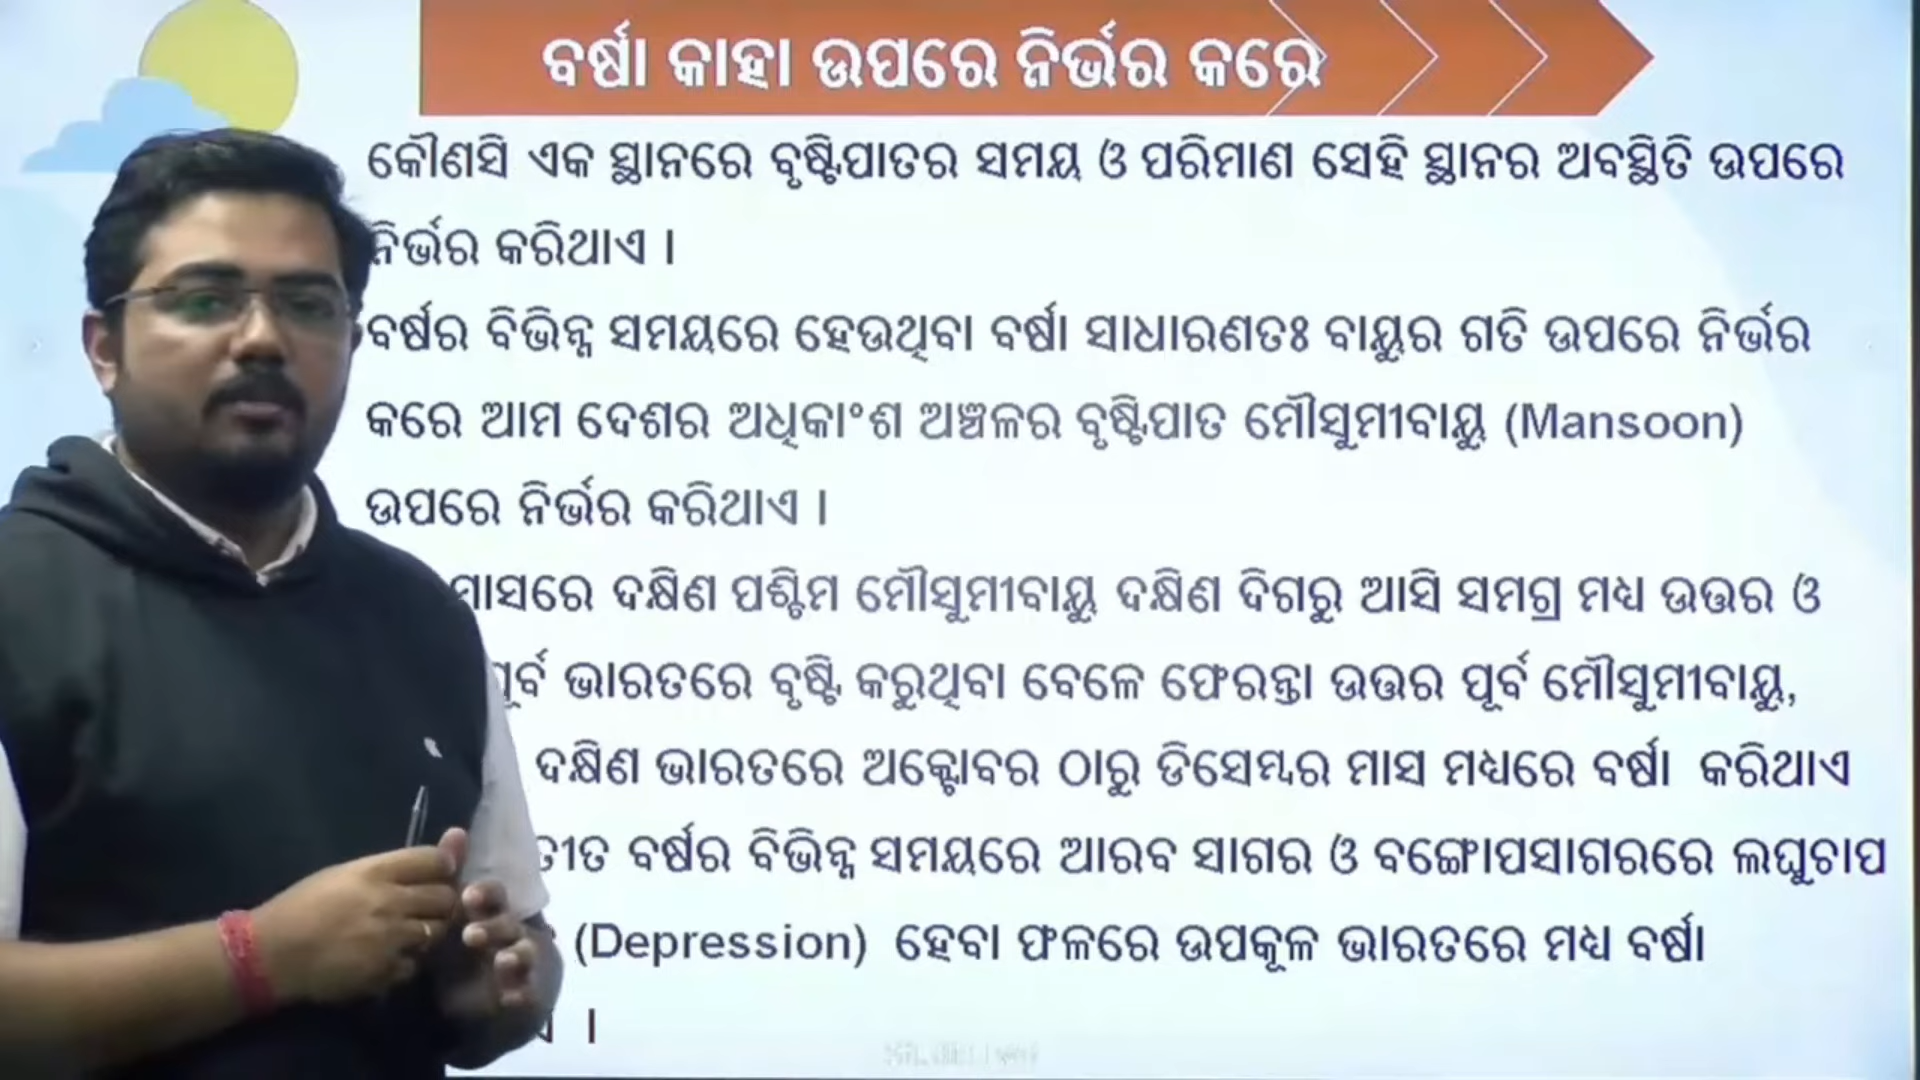 ବର୍ଷା କାହା ଉପରେ ନିର୍ଭର କରେ
କୌଣସି ଏକ ସ୍ଥାନରେ ବୃଷ୍ଟିପାତର ସମୟ ଓ ପରିମାଣ ସେହି ସ୍ଥାନର ଅବସ୍ଥିତି ଉପରେ
ନିର୍ଭର କରିଥାଏ ।
ବର୍ଷର ବିଭିନ୍ନ ସମୟରେ ହେଉଥିବା ବର୍ଷା ସାଧାରଣତଃ ବାୟୁର ଗତି ଉପରେ ନିର୍ଭର
କରେ ଆମ ଦେଶର ଅଧିକାଂଶ ଅଞ୍ଚଳର ବୃଷ୍ଟିପାତ ମୌସୁମୀବାୟୁ (Mansoon)
ଉପରେ ନିର୍ଭର କରିଥାଏ ।
ଦକ୍ଷିଣ ପଶ୍ଚିମ ମୌସୁମୀବାୟୁ ଦକ୍ଷିଣ ଦିଗରୁ ଆସି ସମଗ୍ର ମଧ୍ୟ ଉତ୍ତର ଓ
ଭାରତରେ ବୃଷ୍ଟି କରୁଥିବା ବେଳେ ଫେରନ୍ତା ଉତ୍ତର ପୂର୍ବ ମୌସୁମୀବାୟୁ,
ଦକ୍ଷିଣ ଭାରତରେ ଅକ୍ଟୋବର ଠାରୁ ଡିସେମ୍ବର ମାସ ମଧ୍ୟରେ ବର୍ଷା କରିଥାଏ
ବର୍ଷର ବିଭିନ୍ନ ସମୟରେ ଆରବ ସାଗର ଓ ବଙ୍ଗୋପସାଗରରେ ଲଘୁଚାପ
(Depression) ହେବା ଫଳରେ ଉପକୂଳ ଭାରତରେ ମଧ୍ୟ ବର୍ଷା
।